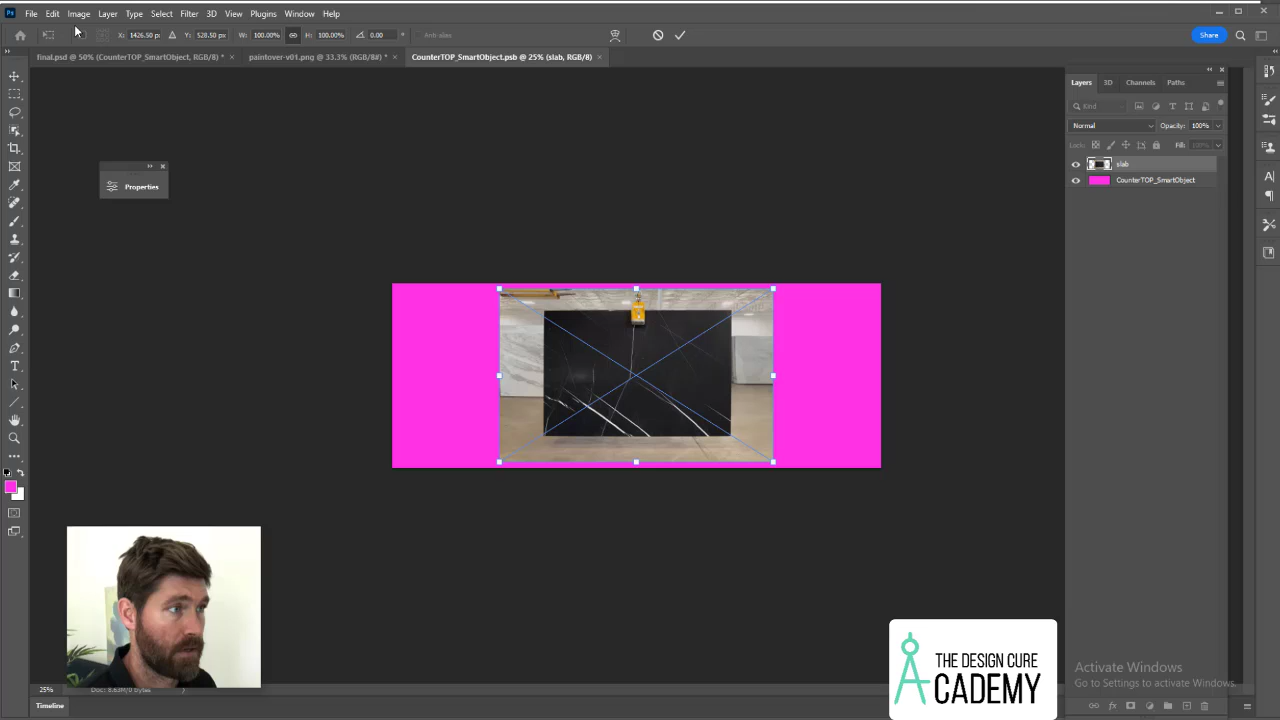 Ps File Edit Image Layer Type Select Filter 3D View Plugins Window Help
X: 1426.50 px Y: 528.50 px W: 100.00% H: 100.00% 0.00 ° Anti-alias Share
final.psd @ 50% (CounterTOP_SmartObject, RGB/8) * × paintover-v01.png @ 33.3% (RGB/8#) * × CounterTOP_SmartObject.psb @ 25% (slab, RGB/8) ×
Layers 3D Channels Paths
Kind
Normal Opacity: 100%
Lock: Fill: 100%
slab
CounterTOP_SmartObject
Properties
THE DESIGN CURE
ACADEMY
Activate Windows
Go to Settings to activate Windows.
25% Doc: 8.63M/0 bytes
Timeline